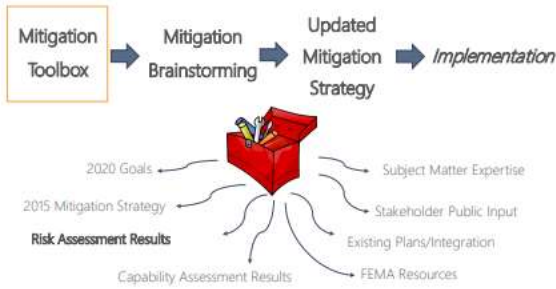 Mitigation
Toolbox
Mitigation
Brainstorming
Updated
Mitigation
Strategy
Implementation
2020 Goals
2015 Mitigation Strategy
Risk Assessment Results
Capability Assessment Results
Subject Matter Expertise
Stakeholder Public Input
Existing Plans/Integration
FEMA Resources